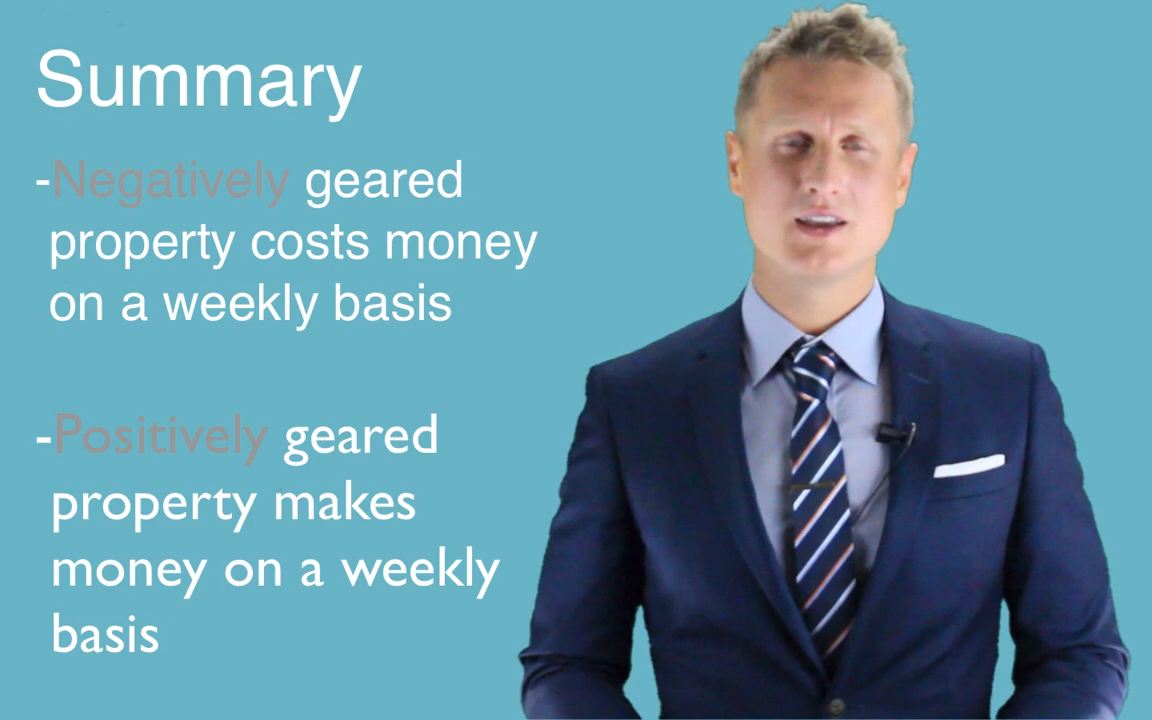 Summary
-Negatively geared
property costs money
on a weekly basis
-Positively geared
property makes
money on a weekly
basis